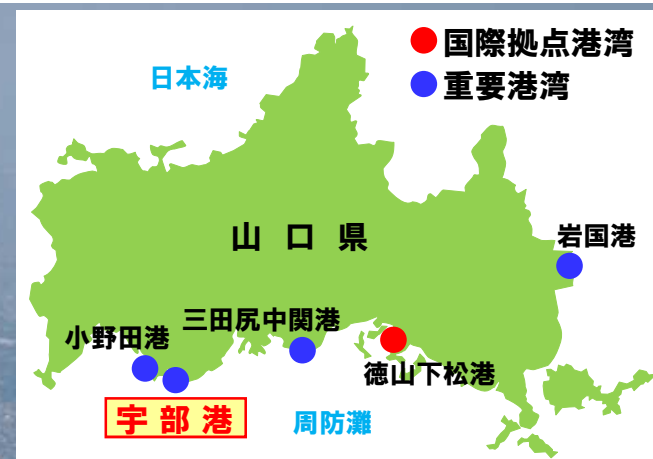 国際拠点港湾
重要港湾
日本海
山口県
岩国港
三田尻中関港
小野田港
徳山下松港
宇部港
周防灘